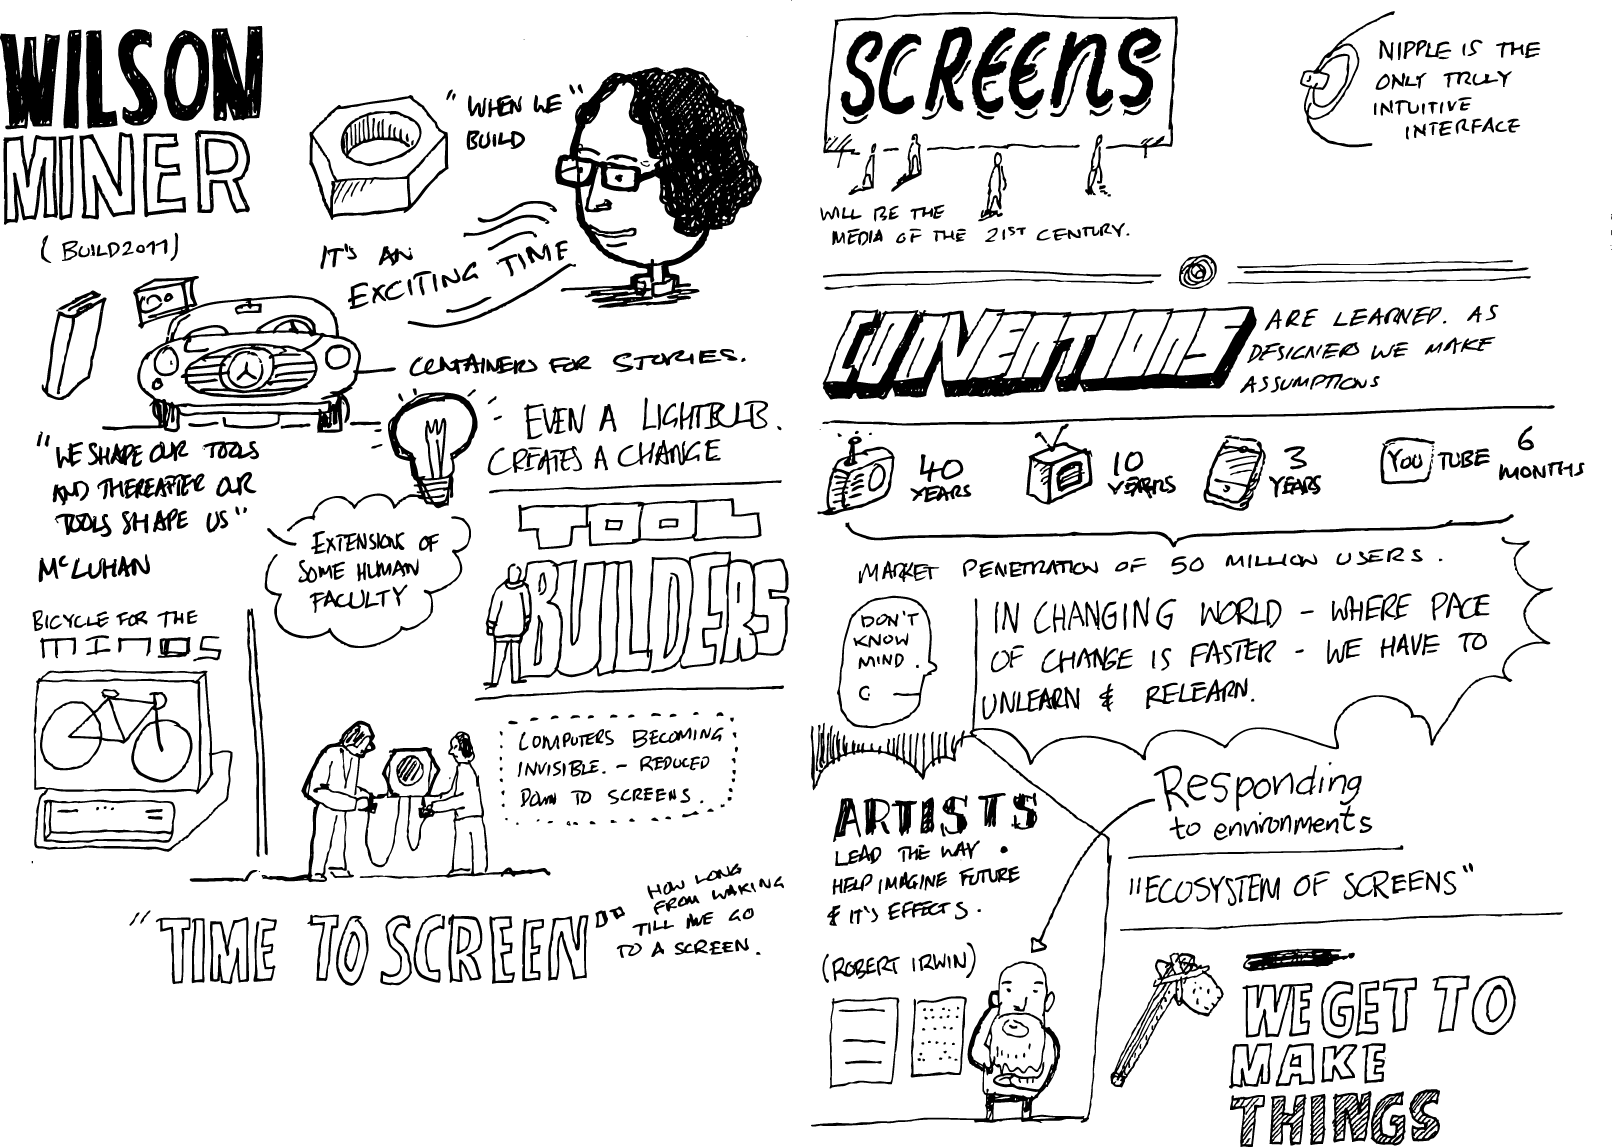 WILSON
MINER
(BUILD2011)
"WHEN WE"
BUILD
IT'S AN
EXCITING TIME
CONTAINERS FOR STORIES.
EVEN A LIGHTBULB.
CREATES A CHANGE
"WE SHAPE OUR TOOLS
AND THEREAFTER OUR
TOOLS SHAPE US"
McLUHAN
EXTENSIONS OF
SOME HUMAN
FACULTY
TOOL
BUILDERS
BICYCLE FOR THE
MINDS
COMPUTERS BECOMING
INVISIBLE. - REDUCED
DOWN TO SCREENS.
"TIME TO SCREEN"
HOW LONG
FROM WAKING
TILL WE GO
TO A SCREEN.
SCREENS
WILL BE THE
MEDIA OF THE 21ST CENTURY.
NIPPLE IS THE
ONLY TRULY
INTUITIVE
INTERFACE
CONVENTIONS
ARE LEARNED. AS
DESIGNERS WE MAKE
ASSUMPTIONS
40
YEARS
10
YEARS
3
YEARS
YOU TUBE 6
MONTHS
MARKET PENETRATION OF 50 MILLION USERS.
DON'T
KNOW
MIND.
IN CHANGING WORLD - WHERE PACE
OF CHANGE IS FASTER - WE HAVE TO
UNLEARN & RELEARN.
ARTISTS
LEAD THE WAY.
HELP IMAGINE FUTURE
& IT'S EFFECTS.
(ROBERT IRWIN)
Responding
to environments
"ECOSYSTEM OF SCREENS"
WE GET TO
MAKE
THINGS